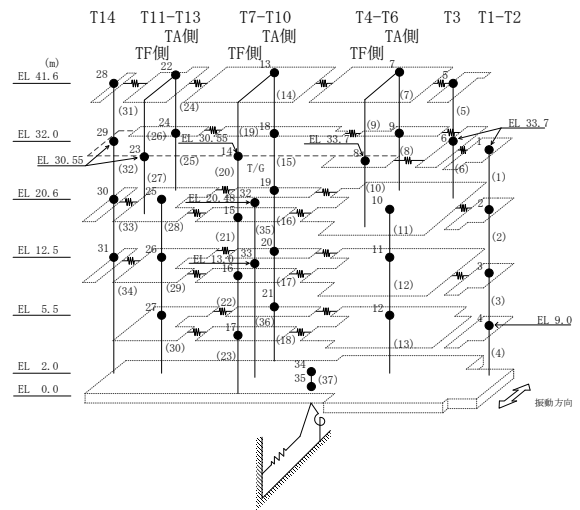 T14 T11−T13 T7−T10 T4−T6 T3 T1−T2
TA側 TA側 TA側
TF側 TF側 TF側
(m)
EL 41.6
EL 32.0
EL 20.6
EL 12.5
EL 5.5
EL 2.0
EL 0.0
28 22 13 7 5
(31) (24) (14) (7) (5)
29 24 (19) 18 (9) 9 6 1 EL 33.7
(26) EL 30.55 EL 33.7
EL 30.55 23 (25) 14 (15) 8 (8) (6) (1)
(32) (27) (20) T/G (10)
30 25 19 10 2
EL 20.48 32
(33) (28) 15 (35) (16) (11) (2)
31 26 (21) 20 11 3
EL 13.0 33
(34) (29) 16 (17) (12) (3)
27 (22) 21 12 4 EL 9.0
(36)
(30) 17 (18) (13) (4)
(23)
34
35 (37)
振動方向